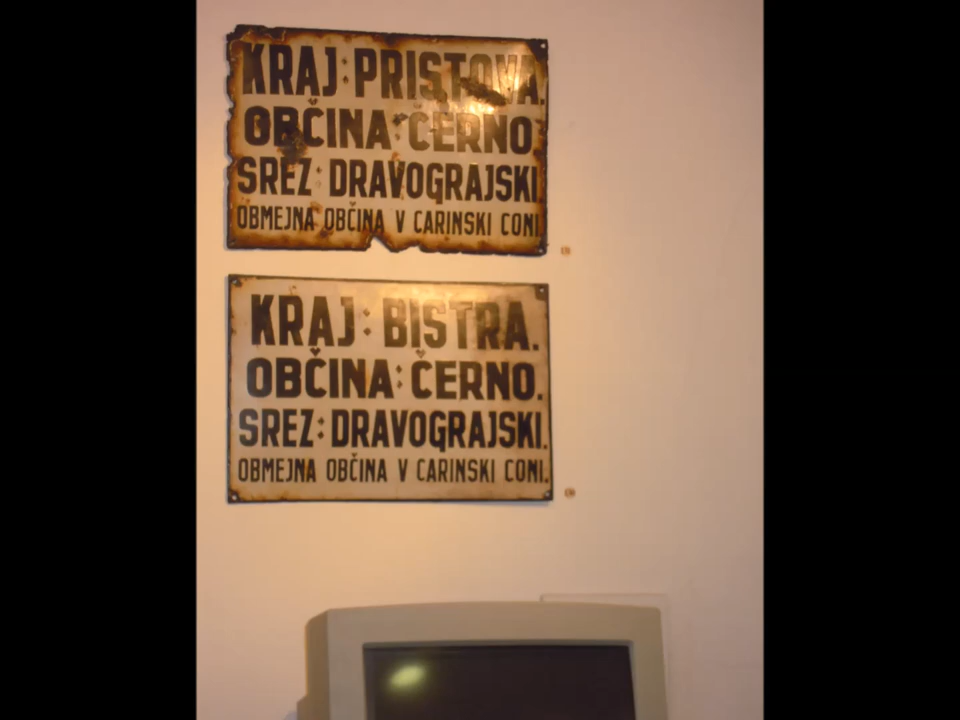 KRAJ: PRISTOVA.
OBČINA: ČERNO
SREZ: DRAVOGRAJSKI
OBMEJNA OBČINA V CARINSKI CONI
KRAJ: BISTRA.
OBČINA: ČERNO.
SREZ: DRAVOGRAJSKI.
OBMEJNA OBČINA V CARINSKI CONI.